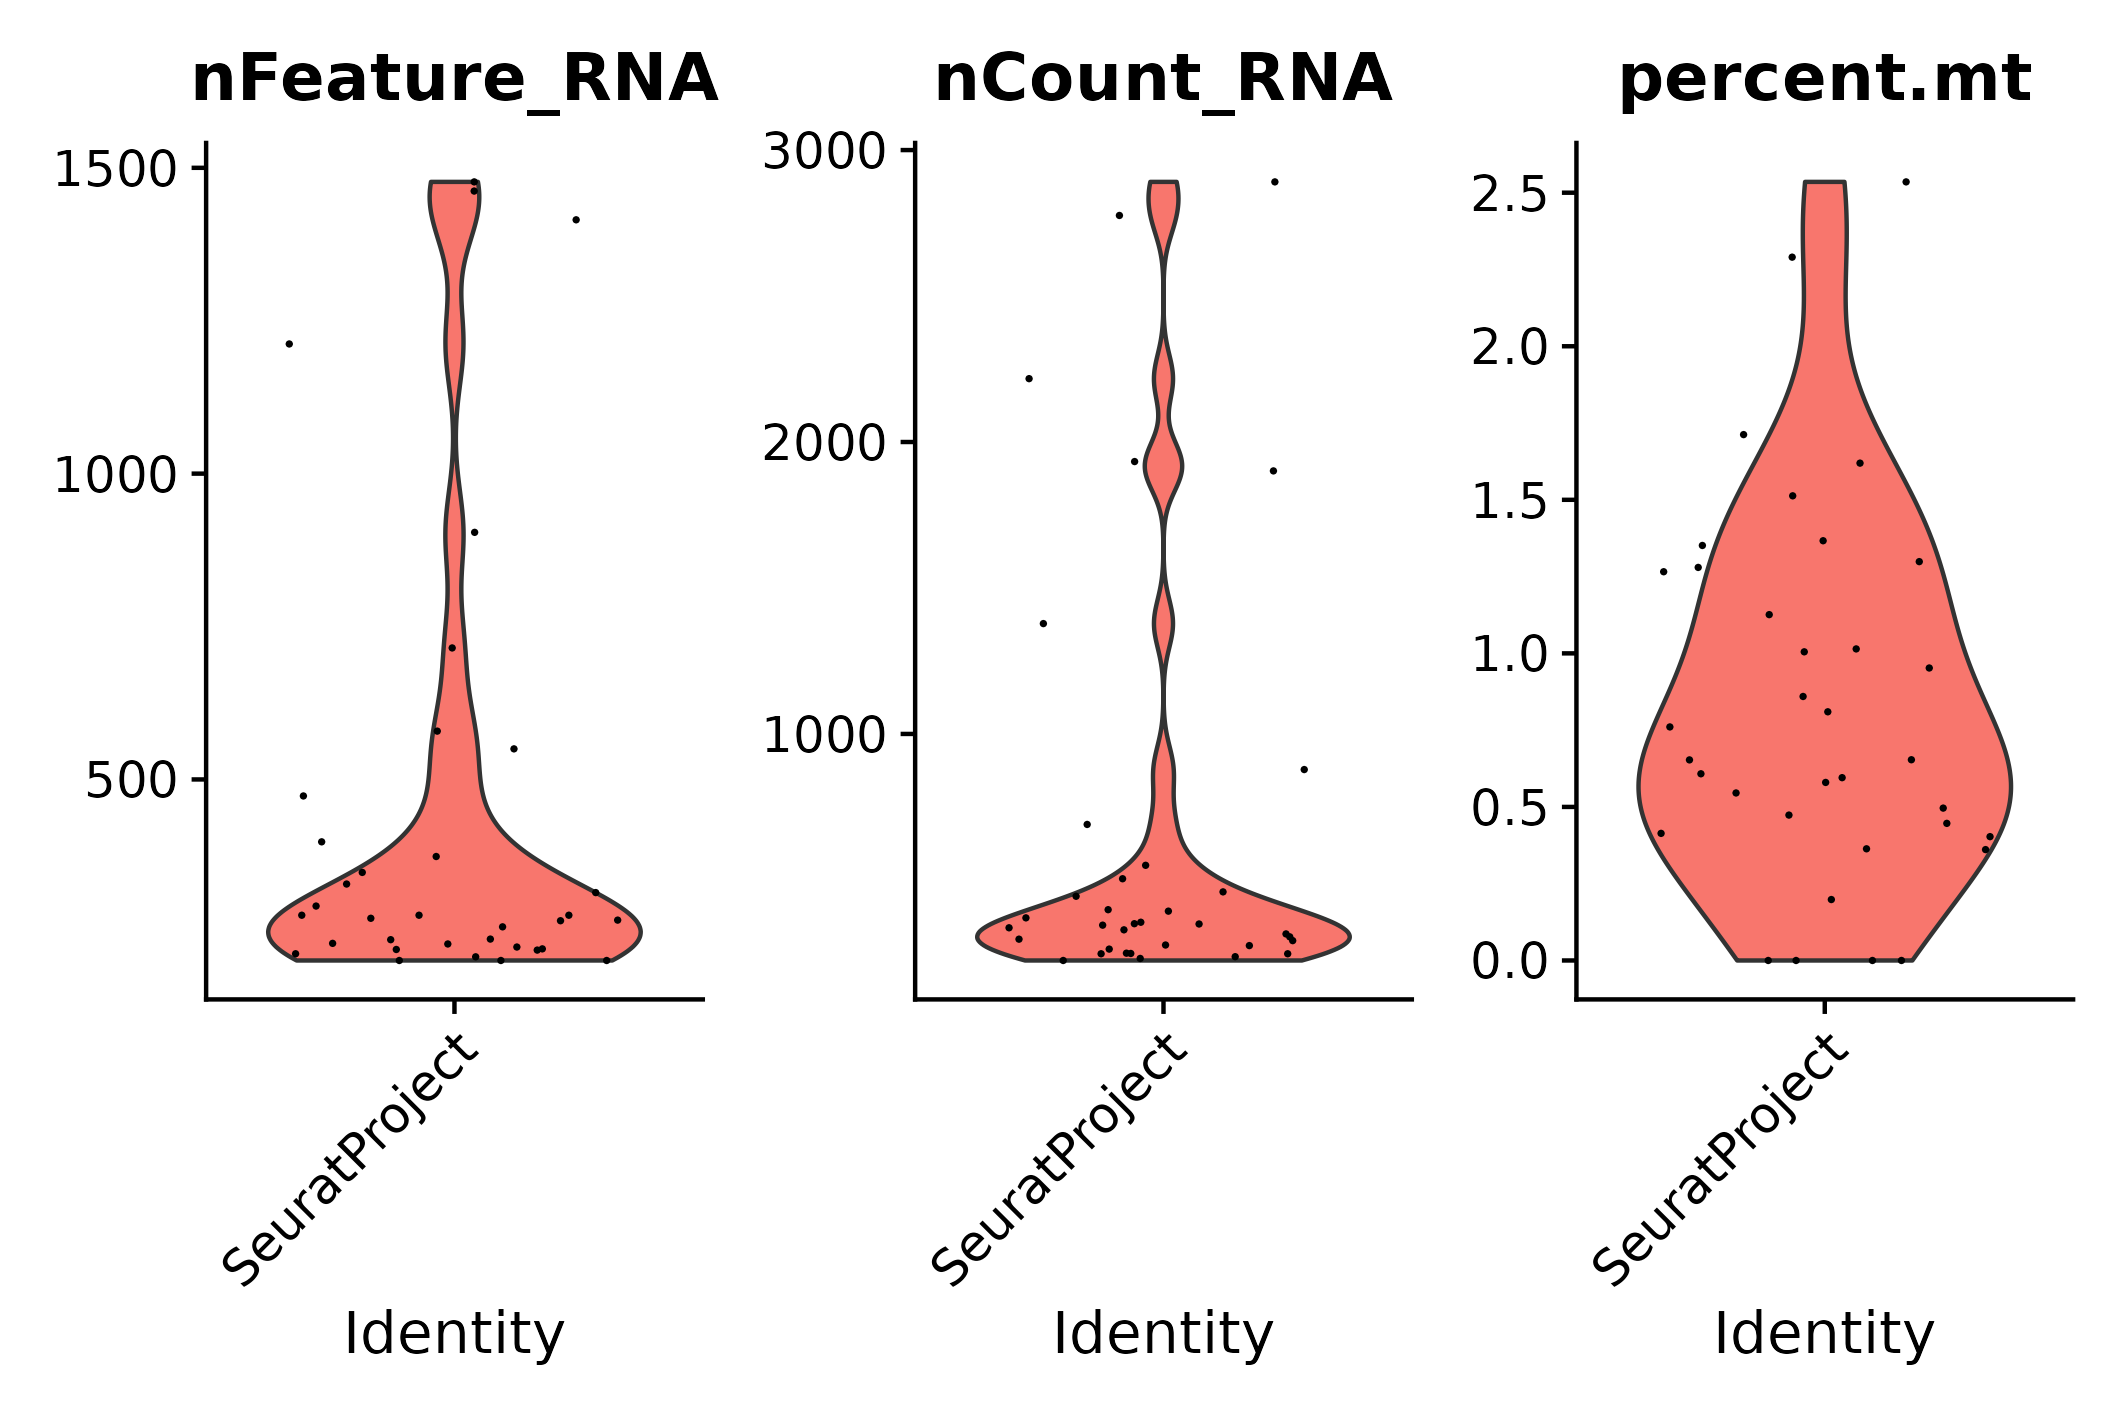 nFeature_RNA
1500
1000
500
SeuratProject
Identity
nCount_RNA
3000
2000
1000
SeuratProject
Identity
percent.mt
2.5
2.0
1.5
1.0
0.5
0.0
SeuratProject
Identity